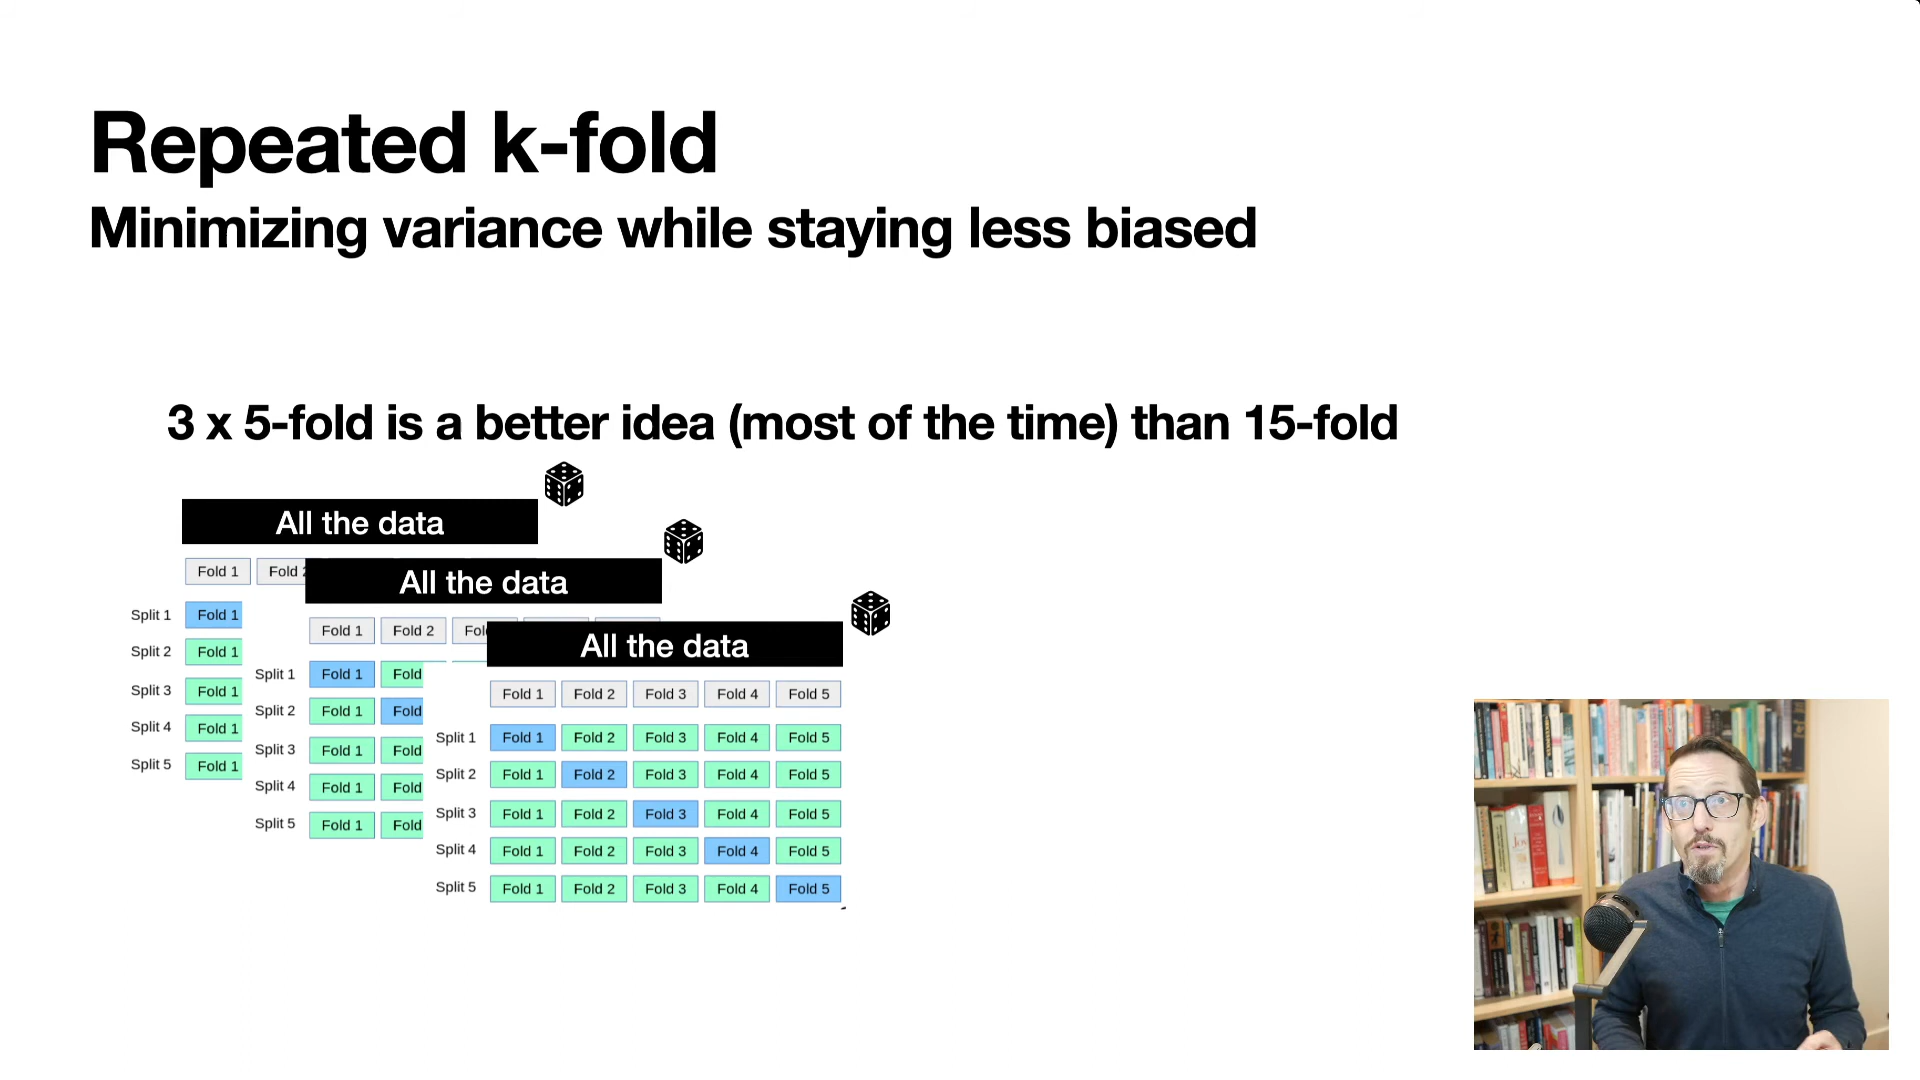 Repeated k-fold
Minimizing variance while staying less biased
3 x 5-fold is a better idea (most of the time) than 15-fold
All the data
Fold 1 Fold 2
Split 1 Fold 1
Split 2 Fold 1
Split 3 Fold 1
Split 4 Fold 1
Split 5 Fold 1
All the data
Fold 1 Fold 2 Fol
Split 1 Fold 1 Fold
Split 2 Fold 1 Fold
Split 3 Fold 1 Fold
Split 4 Fold 1 Fold
Split 5 Fold 1 Fold
All the data
Fold 1 Fold 2 Fold 3 Fold 4 Fold 5
Split 1 Fold 1 Fold 2 Fold 3 Fold 4 Fold 5
Split 2 Fold 1 Fold 2 Fold 3 Fold 4 Fold 5
Split 3 Fold 1 Fold 2 Fold 3 Fold 4 Fold 5
Split 4 Fold 1 Fold 2 Fold 3 Fold 4 Fold 5
Split 5 Fold 1 Fold 2 Fold 3 Fold 4 Fold 5